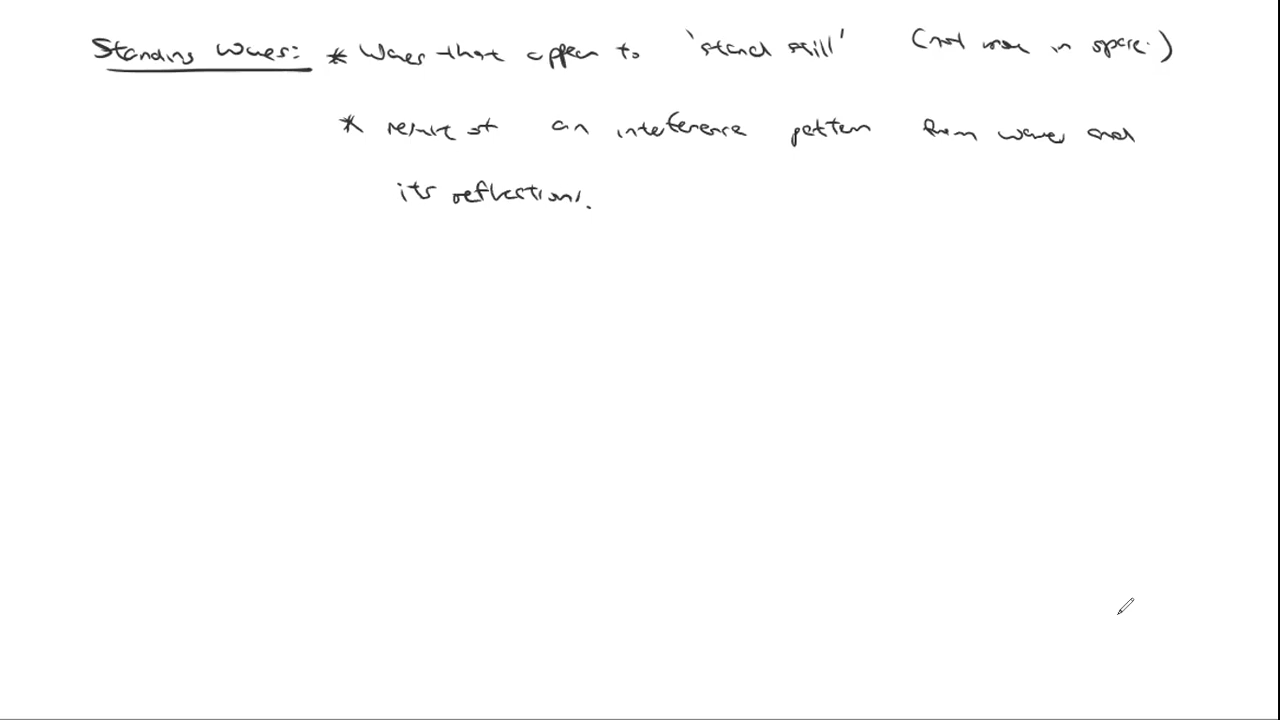 Standing Waves: * Waves that appear to 'stand still' (not move in space.)
* result of an interference pattern from waves and
its reflections.